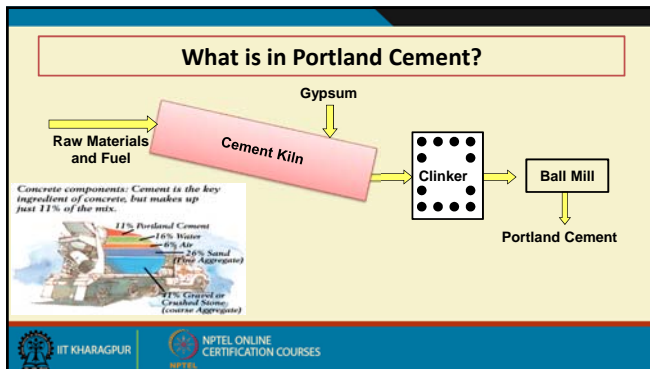 What is in Portland Cement?
Gypsum
Raw Materials
and Fuel
Cement Kiln
Clinker
Ball Mill
Portland Cement
Concrete components: Cement is the key
ingredient of concrete, but makes up
just 11% of the mix.
11% Portland Cement
16% Water
6% Air
26% Sand
(Fine Aggregate)
41% Gravel or
Crushed Stone
(coarse Aggregate)
IIT KHARAGPUR
NPTEL ONLINE
CERTIFICATION COURSES
NPTEL